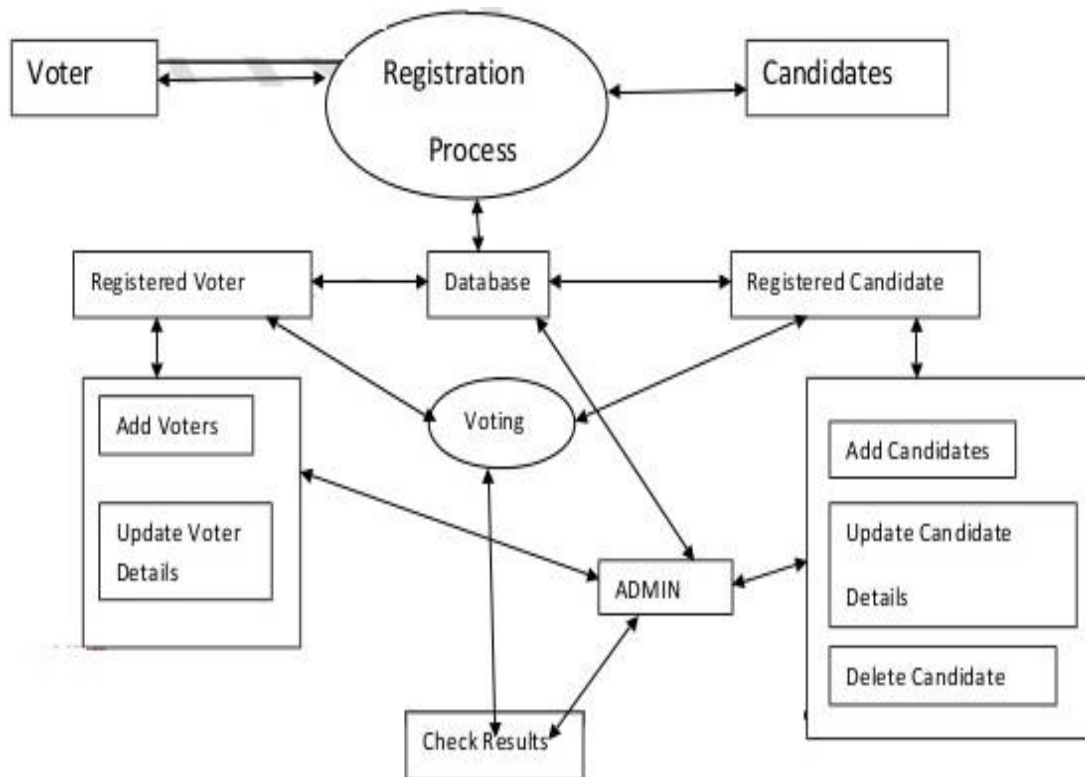 Voter
Registration
Process
Candidates
Registered Voter
Database
Registered Candidate
Add Voters
Update Voter
Details
Voting
Add Candidates
Update Candidate
Details
Delete Candidate
ADMIN
Check Results